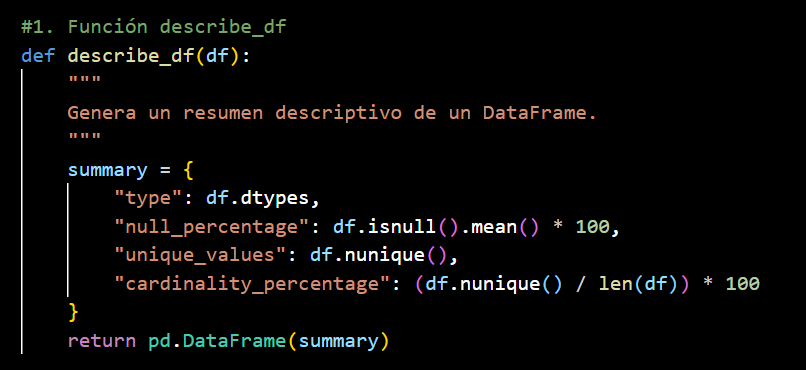 #1. Función describe_df
def describe_df(df):
    """
    Genera un resumen descriptivo de un DataFrame.
    """
    summary = {
        "type": df.dtypes,
        "null_percentage": df.isnull().mean() * 100,
        "unique_values": df.nunique(),
        "cardinality_percentage": (df.nunique() / len(df)) * 100
    }
    return pd.DataFrame(summary)